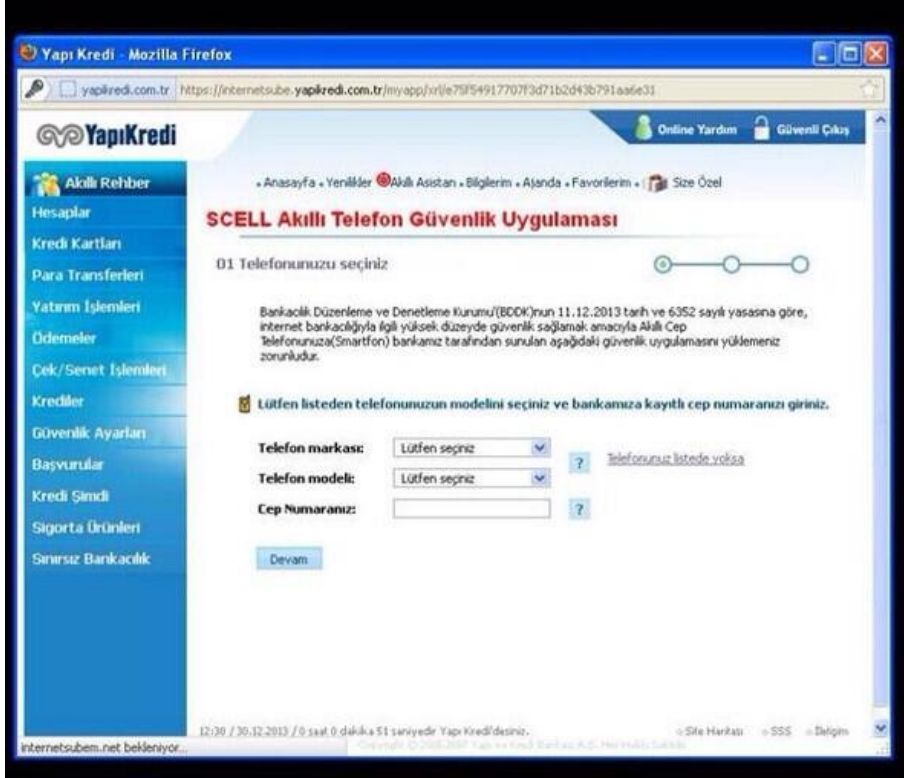 Yapı Kredi - Mozilla Firefox
yapikredi.com.tr https://internetsube.yapikredi.com.tr/myapp/xrl/e75f54917707f3d71b2d43b791aa6e31
YapıKredi
Online Yardım Güvenli Çıkış
Akıllı Rehber
Anasayfa Yenilikler Akıllı Asistan Bilgilerim Ajanda Favorilerim Size Özel
Hesaplar
Kredi Kartları
Para Transferleri
Yatırım İşlemleri
Ödemeler
Çek/Senet İşlemleri
Krediler
Güvenlik Ayarları
Başvurular
Kredi Şimdi
Sigorta Ürünleri
Sınırsız Bankacılık
SCELL Akıllı Telefon Güvenlik Uygulaması
01 Telefonunuzu seçiniz
Bankacılık Düzenleme ve Denetleme Kurumu'(BDDK)nun 11.12.2013 tarih ve 6352 sayılı yasasına göre,
internet bankacılığıyla ilgili yüksek düzeyde güvenlik sağlamak amacıyla Akıllı Cep
Telefonunuza(Smartfon) bankamız tarafından sunulan aşağıdaki güvenlik uygulamasını yüklemeniz
zorunludur.
Lütfen listeden telefonunuzun modelini seçiniz ve bankamıza kayıtlı cep numaranızı giriniz.
Telefon markası: Lütfen seçiniz
? Telefonunuz listede yoksa
Telefon modeli: Lütfen seçiniz
Cep Numaranız: ?
Devam
12:30 / 30.12.2013 / 0 saat 0 dakika 51 saniyedir Yapı Kredi'desiniz.
Site Haritası SSS İletişim
internetsubem.net bekleniyor...